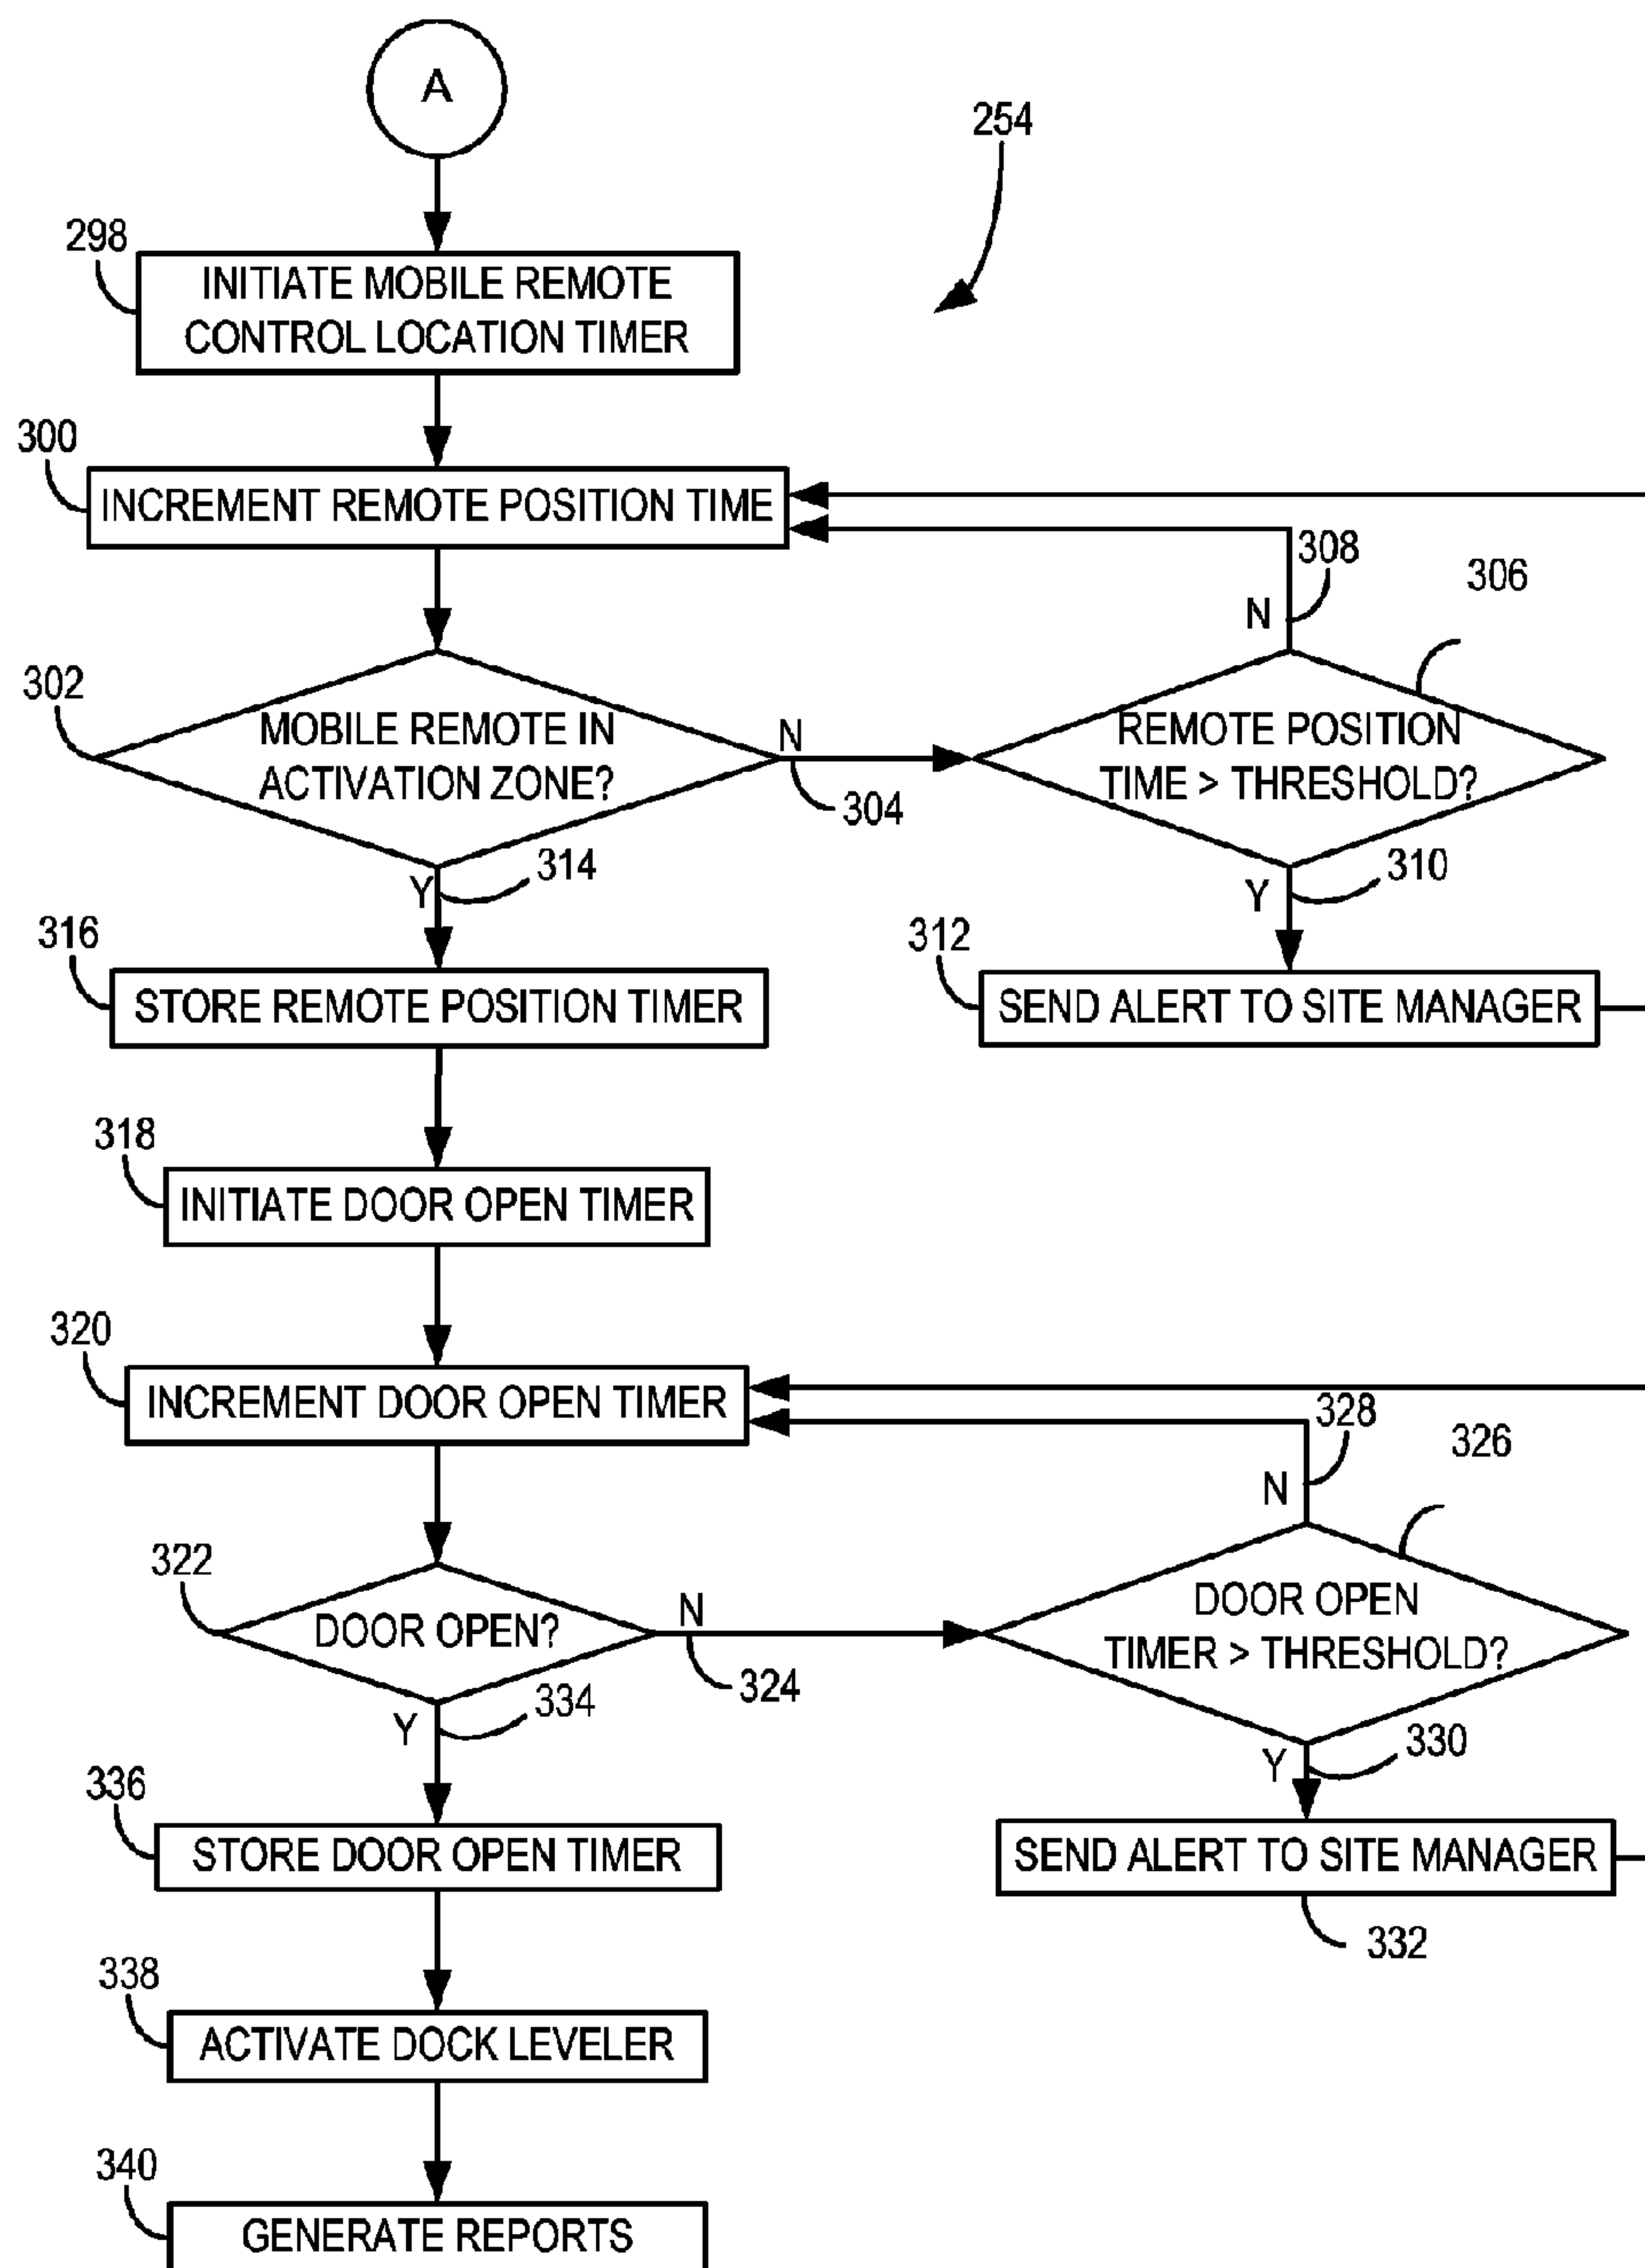 A
254
298
INITIATE MOBILE REMOTE
CONTROL LOCATION TIMER
300
INCREMENT REMOTE POSITION TIME
308
306
N
302
MOBILE REMOTE IN
ACTIVATION ZONE?
N
304
REMOTE POSITION
TIME > THRESHOLD?
Y
314
Y
310
316
STORE REMOTE POSITION TIMER
312
SEND ALERT TO SITE MANAGER
318
INITIATE DOOR OPEN TIMER
320
INCREMENT DOOR OPEN TIMER
328
326
N
322
DOOR OPEN?
N
324
DOOR OPEN
TIMER > THRESHOLD?
334
Y
330
Y
336
STORE DOOR OPEN TIMER
SEND ALERT TO SITE MANAGER
332
338
ACTIVATE DOCK LEVELER
340
GENERATE REPORTS